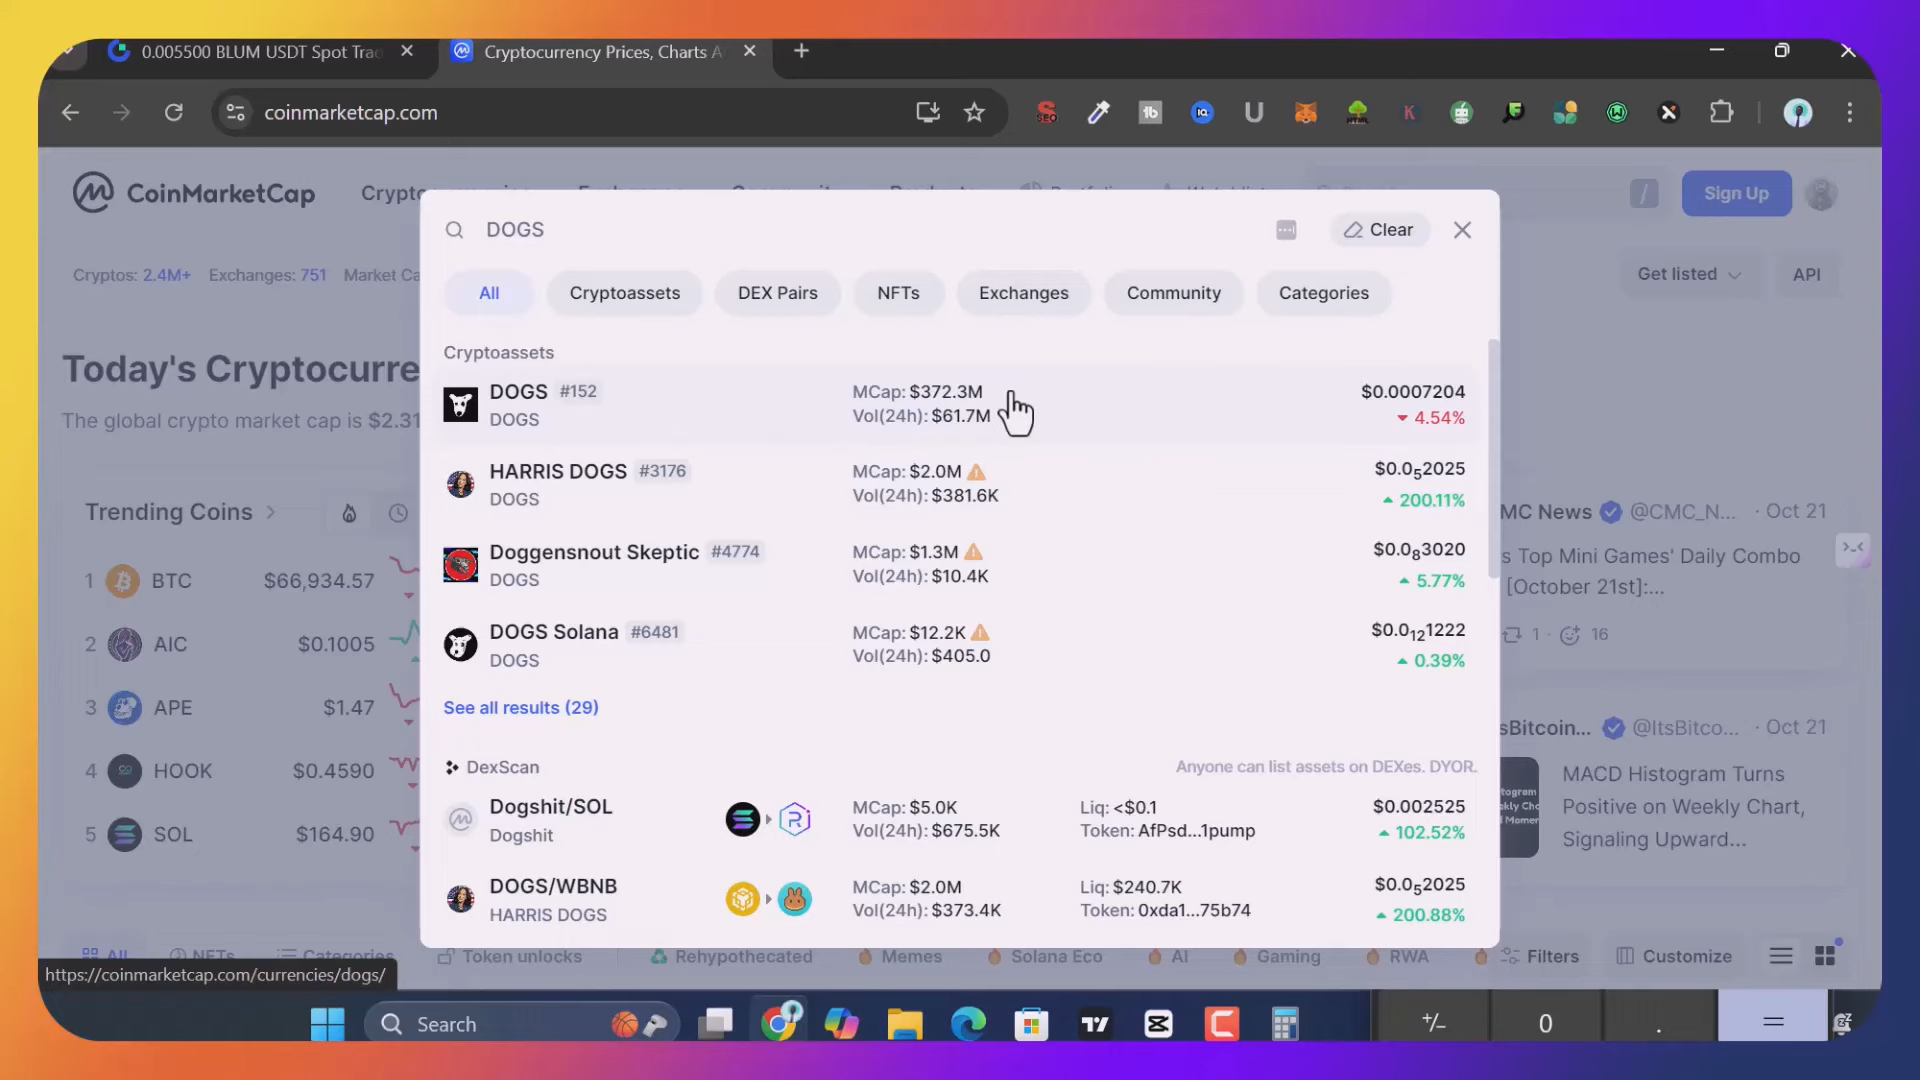 0.005500 BLUM USDT Spot Trac
Cryptocurrency Prices, Charts A
coinmarketcap.com
CoinMarketCap
Sign Up
DOGS
Clear
Cryptos: 2.4M+ Exchanges: 751 Market Ca
Get listed
API
All
Cryptoassets
DEX Pairs
NFTs
Exchanges
Community
Categories
Today's Cryptocurre
The global crypto market cap is $2.31
Cryptoassets
DOGS #152
DOGS
MCap: $372.3M
Vol(24h): $61.7M
$0.0007204
4.54%
HARRIS DOGS #3176
DOGS
MCap: $2.0M
Vol(24h): $381.6K
$0.0₅2025
200.11%
Doggensnout Skeptic #4774
DOGS
MCap: $1.3M
Vol(24h): $10.4K
$0.0₈3020
5.77%
DOGS Solana #6481
DOGS
MCap: $12.2K
Vol(24h): $405.0
$0.0₁₂1222
0.39%
See all results (29)
DexScan
Anyone can list assets on DEXes. DYOR.
Dogshit/SOL
Dogshit
MCap: $5.0K
Vol(24h): $675.5K
Liq: <$0.1
Token: AfPsd...1pump
$0.002525
102.52%
DOGS/WBNB
HARRIS DOGS
MCap: $2.0M
Vol(24h): $373.4K
Liq: $240.7K
Token: 0xda1...75b74
$0.0₅2025
200.88%
Trending Coins
1 BTC $66,934.57
2 AIC $0.1005
3 APE $1.47
4 HOOK $0.4590
5 SOL $164.90
MC News @CMC_N... · Oct 21
s Top Mini Games' Daily Combo
[October 21st]:...
1 · 16
sBitcoin... @ItsBitco... · Oct 21
MACD Histogram Turns
Positive on Weekly Chart,
Signaling Upward...
All
NFTs
Categories
Token unlocks
Rehypothecated
Memes
Solana Eco
AI
Gaming
RWA
Filters
Customize
https://coinmarketcap.com/currencies/dogs/
Search
+/-
0
.
=